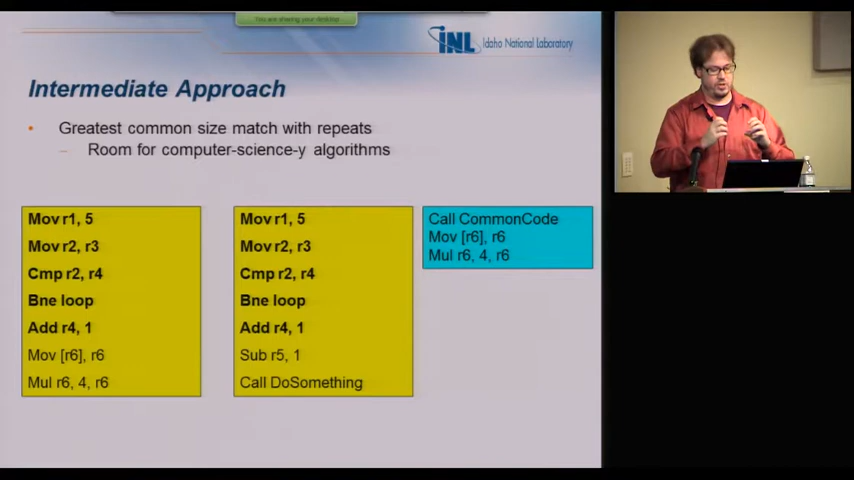 You are sharing your desktop
INL Idaho National Laboratory
Intermediate Approach
• Greatest common size match with repeats
– Room for computer-science-y algorithms
Mov r1, 5
Mov r2, r3
Cmp r2, r4
Bne loop
Add r4, 1
Mov [r6], r6
Mul r6, 4, r6
Mov r1, 5
Mov r2, r3
Cmp r2, r4
Bne loop
Add r4, 1
Sub r5, 1
Call DoSomething
Call CommonCode
Mov [r6], r6
Mul r6, 4, r6